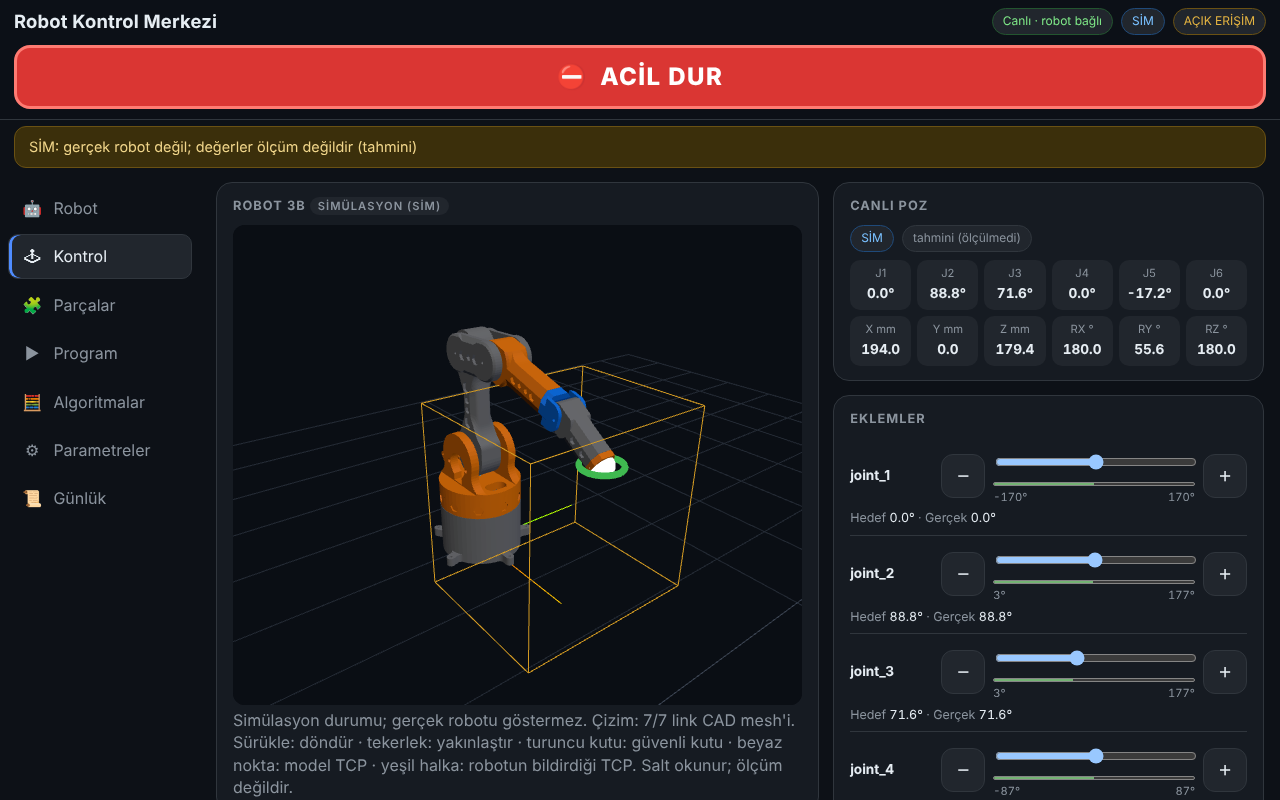 Robot Kontrol Merkezi
Canlı · robot bağlı
SİM
AÇIK ERİŞİM
ACİL DUR
SİM: gerçek robot değil; değerler ölçüm değildir (tahmini)
Robot
Kontrol
Parçalar
Program
Algoritmalar
Parametreler
Günlük
ROBOT 3B SİMÜLASYON (SİM)
Simülasyon durumu; gerçek robotu göstermez. Çizim: 7/7 link CAD mesh'i.
Sürükle: döndür · tekerlek: yakınlaştır · turuncu kutu: güvenli kutu · beyaz
nokta: model TCP · yeşil halka: robotun bildirdiği TCP. Salt okunur; ölçüm
değildir.
CANLI POZ
SİM tahmini (ölçülmedi)
J1 J2 J3 J4 J5 J6
0.0° 88.8° 71.6° 0.0° -17.2° 0.0°
X mm Y mm Z mm RX ° RY ° RZ °
194.0 0.0 179.4 180.0 55.6 180.0
EKLEMLER
joint_1 − +
-170° 170°
Hedef 0.0° · Gerçek 0.0°
joint_2 − +
3° 177°
Hedef 88.8° · Gerçek 88.8°
joint_3 − +
3° 177°
Hedef 71.6° · Gerçek 71.6°
joint_4 − +
-87° 87°